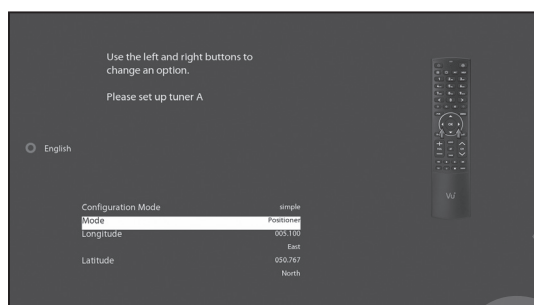 Use the left and right buttons to
change an option.
Please set up tuner A
English
Configuration Mode simple
Mode Positioner
Longitude 005.100
East
Latitude 050.767
North
OK